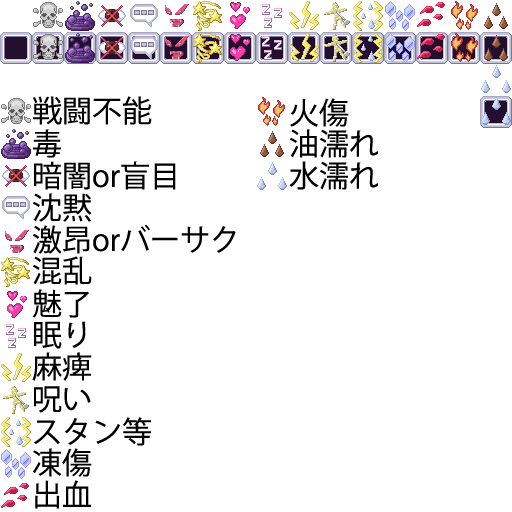 戦闘不能
毒
暗闇or盲目
沈黙
激昂orバーサク
混乱
魅了
眠り
麻痺
呪い
スタン等
凍傷
出血
火傷
油濡れ
水濡れ